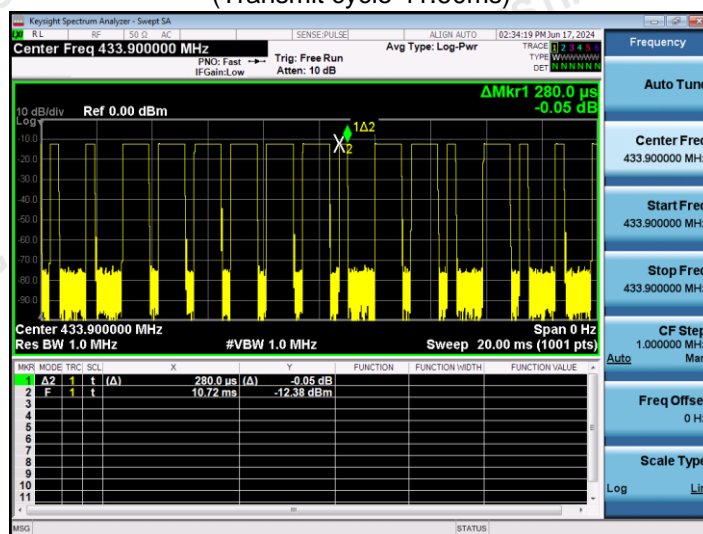 (Transmit cycle 41.00ms)
Keysight Spectrum Analyzer - Swept SA
RL RF 50 Ω AC SENSE:PULSE ALIGN AUTO 02:34:19 PM Jun 17, 2024
Center Freq 433.900000 MHz
PNO: Fast
IFGain:Low
Trig: Free Run
Atten: 10 dB
Avg Type: Log-Pwr
TRACE 1 2 3 4 5 6
TYPE WWWWWW
DET N N N N N N
ΔMkr1 280.0 µs
-0.05 dB
10 dB/div Ref 0.00 dBm
Log
1Δ2
2
-10.0
-20.0
-30.0
-40.0
-50.0
-60.0
-70.0
-80.0
-90.0
Center 433.900000 MHz Span 0 Hz
Res BW 1.0 MHz #VBW 1.0 MHz Sweep 20.00 ms (1001 pts)
MKR MODE TRC SCL X Y FUNCTION FUNCTION WIDTH FUNCTION VALUE
1 Δ2 1 t (Δ) 280.0 µs (Δ) -0.05 dB
2 F 1 t 10.72 ms -12.38 dBm
3
4
5
6
7
8
9
10
11
MSG STATUS
Frequency
Auto Tune
Center Freq
433.900000 MHz
Start Freq
433.900000 MHz
Stop Freq
433.900000 MHz
CF Step
1.000000 MHz
Auto Man
Freq Offset
0 Hz
Scale Type
Log Lin